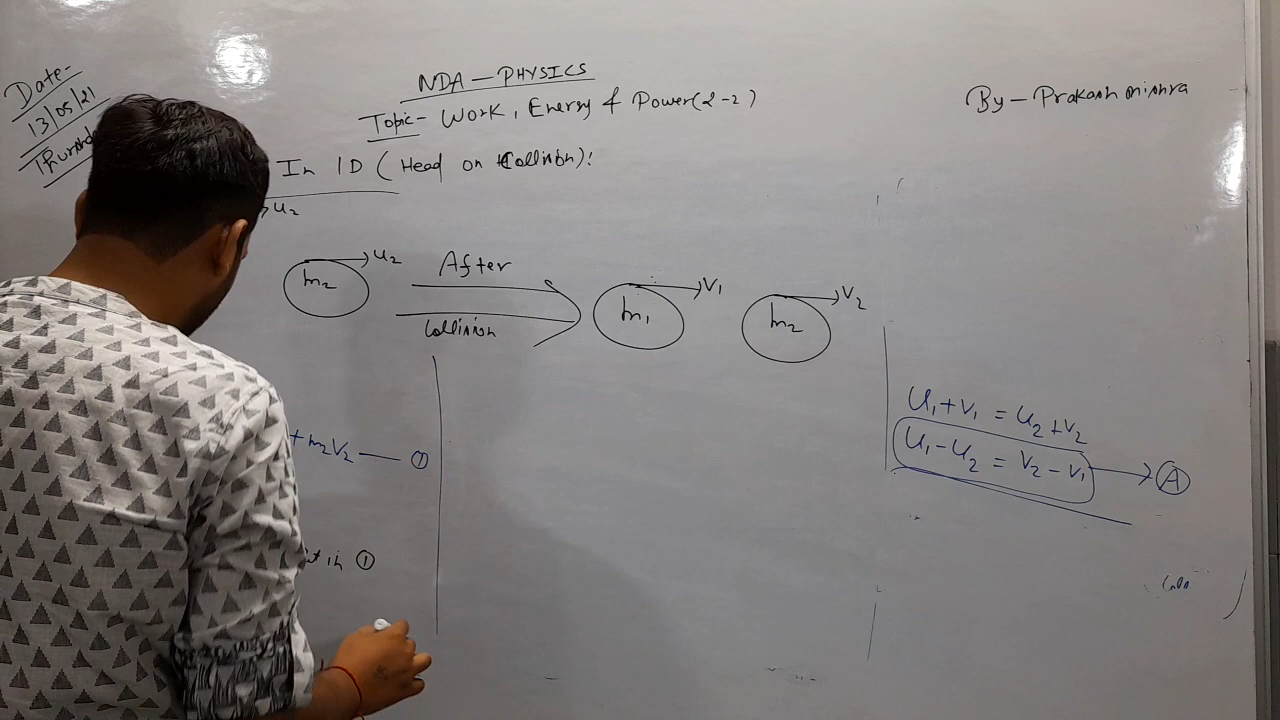 Date-
13/05/21
NDA - PHYSICS
Topic- Work, Energy & Power (2-2)
By - Prakash mishra
In 1D (Head on Collision):
u2
m2 u2
After
Collision
m1 v1
m2 v2
u1+v1 = u2+v2
u1-u2 = v2-v1 → Ⓐ
+ m2v2 — ①
in ①